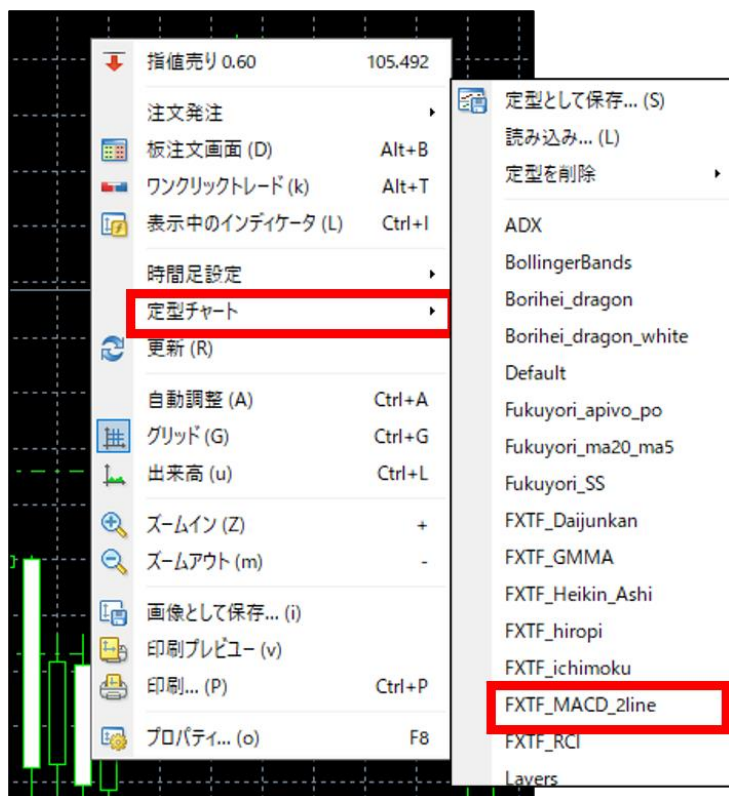 指値売り 0.60 105.492
注文発注
板注文画面 (D) Alt+B
ワンクリックトレード (k) Alt+T
表示中のインディケータ (L) Ctrl+I
時間足設定
定型チャート
更新 (R)
自動調整 (A) Ctrl+A
グリッド (G) Ctrl+G
出来高 (u) Ctrl+L
ズームイン (Z) +
ズームアウト (m) -
画像として保存... (i)
印刷プレビュー (v)
印刷... (P) Ctrl+P
プロパティ... (o) F8
定型として保存... (S)
読み込み... (L)
定型を削除
ADX
BollingerBands
Borihei_dragon
Borihei_dragon_white
Default
Fukuyori_apivo_po
Fukuyori_ma20_ma5
Fukuyori_SS
FXTF_Daijunkan
FXTF_GMMA
FXTF_Heikin_Ashi
FXTF_hiropi
FXTF_ichimoku
FXTF_MACD_2line
FXTF_RCI
Layers